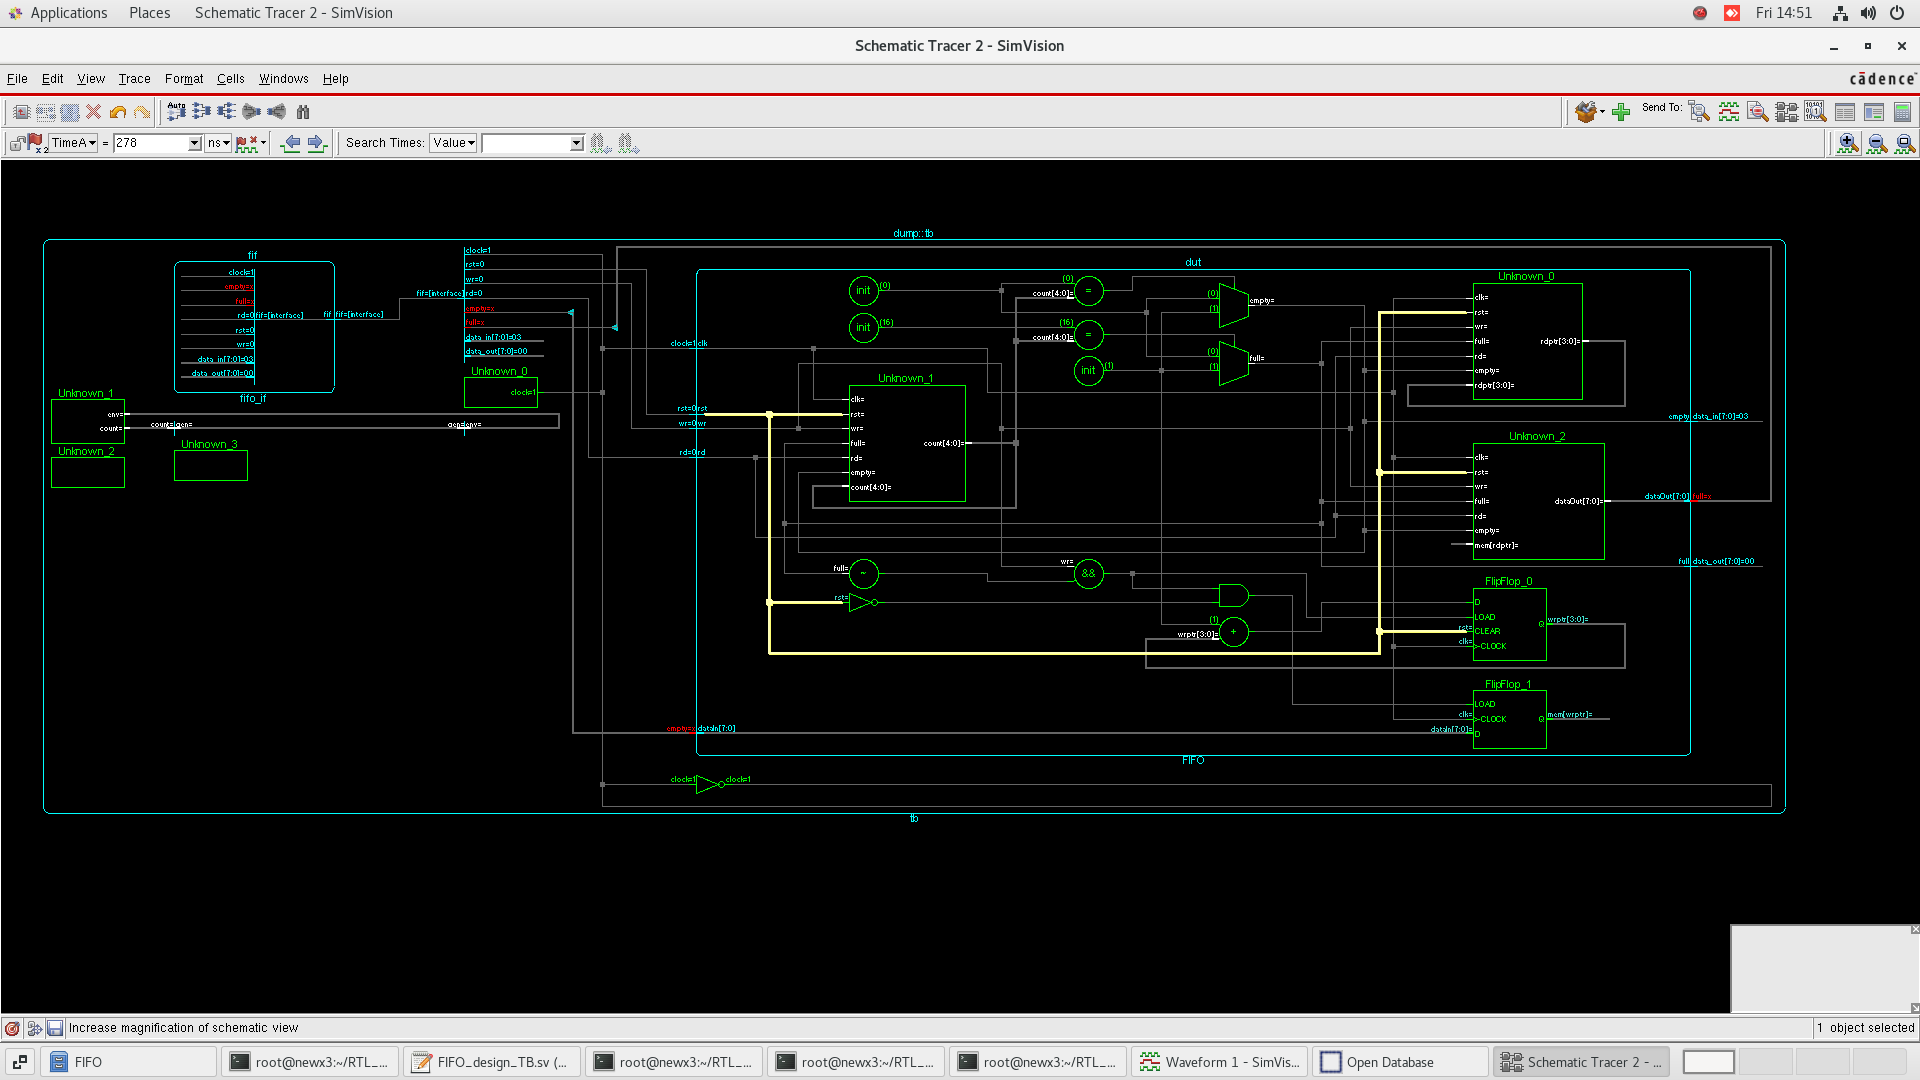 Applications Places Schematic Tracer 2 - SimVision Fri 14:51
Schematic Tracer 2 - SimVision
File Edit View Trace Format Cells Windows Help
cādence
Auto
Send To:
x2 TimeA = 278 ns Search Times: Value
dump::tb
fif
clock=1
empty=x
full=x
rd=0 fif=[interface]
rst=0
wr=0
data_in[7:0]=03
data_out[7:0]=00
fifo_if
fif fif=[interface]
clock=1
rst=0
wr=0
fif=[interface] rd=0
empty=x
full=x
data_in[7:0]=03
data_out[7:0]=00
Unknown_0
clock=1
Unknown_1
env=
count=
count= gen=
gen= env=
Unknown_2
Unknown_3
dut
clock=1 clk
rst=0 rst
wr=0 wr
rd=0 rd
empty=x dataIn[7:0]
init (0)
init (16)
(0)
count[4:0]= =
(16)
count[4:0]= =
init (1)
(0)
(1)
empty=
(0)
(1)
full=
Unknown_1
clk=
rst=
wr=
full=
rd=
empty=
count[4:0]=
count[4:0]=
full= ~
rst=
wr= &&
(1)
wrptr[3:0]= +
Unknown_0
clk=
rst=
wr=
full=
rd=
empty=
rdptr[3:0]=
rdptr[3:0]=
empty data_in[7:0]=03
Unknown_2
clk=
rst=
wr=
full=
rd=
empty=
mem[rdptr]=
dataOut[7:0]=
dataOut[7:0] full=x
full data_out[7:0]=00
FlipFlop_0
D
LOAD
rst= CLEAR
clk= >CLOCK
Q wrptr[3:0]=
FlipFlop_1
LOAD
clk= >CLOCK
dataIn[7:0]= D
Q mem[wrptr]=
FIFO
clock=1 clock=1
tb
Increase magnification of schematic view 1 object selected
FIFO root@newx3:~/RTL_... FIFO_design_TB.sv (... root@newx3:~/RTL_... root@newx3:~/RTL_... root@newx3:~/RTL_... Waveform 1 - SimVis... Open Database Schematic Tracer 2 - ...